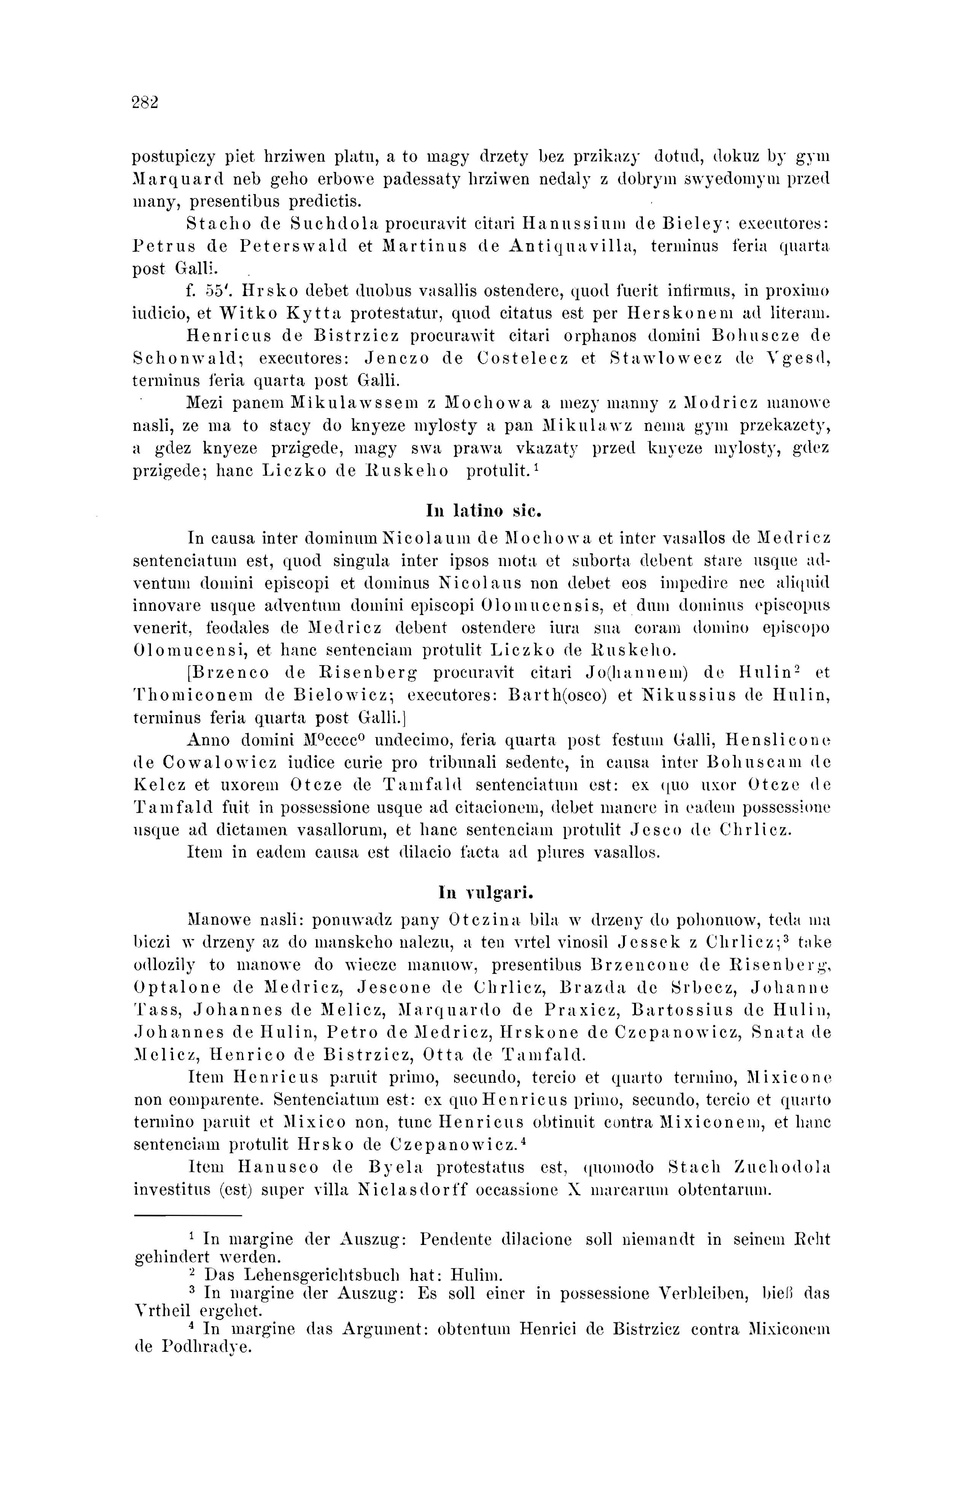 282
postupiczy piet hrziwen platu, a to magy drzety bez przikazy dotud, dokuz by gym
Marquard neb geho erbowe padessaty hrziwen nedaly z dobrym swyedomym przed
many, presentibus predictis.
Stacho de Suchdola procuravit citari Hanussium de Bieley; executores:
Petrus de Peterswald et Martinus de Antiquavilla, terminus feria quarta
post Galli.
f. 55'. Hrsko debet duobus vasallis ostendere, quod fuerit infirmus, in proximo
iudicio, et Witko Kytta protestatur, quod citatus est per Herskonem ad literam.
Henricus de Bistrzicz procurawit citari orphanos domini Bohuscze de
Schonwald; executores: Jenczo de Costelecz et Stawlowecz de Vgesd,
terminus feria quarta post Galli.
Mezi panem Mikulawssem z Mochowa a mezy manny z Modricz manowe
nasli, ze ma to stacy do knyeze mylosty a pan Mikulawz nema gym przekazety,
a gdez knyeze przigede, magy swa prawa vkazaty przed knyeze mylosty, gdez
przigede; hanc Liczko de Ruskeho protulit.¹
In latino sic.
In causa inter dominum Nicolaum de Mochowa et inter vasallos de Medricz
sentenciatum est, quod singula inter ipsos mota et suborta debent stare usque ad-
ventum domini episcopi et dominus Nicolaus non debet eos impedire nec aliquid
innovare usque adventum domini episcopi Olomucensis, et dum dominus episcopus
venerit, feodales de Medricz debent ostendere iura sua coram domino episcopo
Olomucensi, et hanc sentenciam protulit Liczko de Ruskeho.
[Brzenco de Risenberg procuravit citari Jo(hannem) de Hulin² et
Thomiconem de Bielowicz; executores: Barth(osco) et Nikussius de Hulin,
terminus feria quarta post Galli.]
Anno domini M⁰cccc⁰ undecimo, feria quarta post festum Galli, Henslicone
de Cowalowicz iudice curie pro tribunali sedente, in causa inter Bohuscam de
Kelcz et uxorem Otcze de Tamfald sentenciatum est: ex quo uxor Otcze de
Tamfald fuit in possessione usque ad citacionem, debet manere in eadem possessione
usque ad dictamen vasallorum, et hanc sentenciam protulit Jesco de Chrlicz.
Item in eadem causa est dilacio facta ad plures vasallos.
In vulgari.
Manowe nasli: ponuwadz pany Otczina bila w drzeny do pohonuow, teda ma
biczi w drzeny az do manskeho nalezu, a ten vrtel vinosil Jessek z Chrlicz;³ take
odlozily to manowe do wiecze manuow, presentibus Brzencone de Risenberg,
Optalone de Medricz, Jescone de Chrlicz, Brazda de Srbecz, Johanne
Tass, Johannes de Melicz, Marquardo de Praxicz, Bartossius de Hulin,
Johannes de Hulin, Petro de Medricz, Hrskone de Czepanowicz, Snata de
Melicz, Henrico de Bistrzicz, Otta de Tamfald.
Item Henricus paruit primo, secundo, tercio et quarto termino, Mixicone
non comparente. Sentenciatum est: ex quo Henricus primo, secundo, tercio et quarto
termino paruit et Mixico non, tunc Henricus obtinuit contra Mixiconem, et hanc
sentenciam protulit Hrsko de Czepanowicz.⁴
Item Hanusco de Byela protestatus est, quomodo Stach Zuchodola
investitus (est) super villa Niclasdorff occassione X marcarum obtentarum.
¹ In margine der Auszug: Pendente dilacione soll niemandt in seinem Reht
gehindert werden.
² Das Lehensgerichtsbuch hat: Hulim.
³ In margine der Auszug: Es soll einer in possessione Verbleiben, bieß das
Vrtheil ergehet.
⁴ In margine das Argument: obtentum Henrici de Bistrzicz contra Mixiconem
de Podhradye.